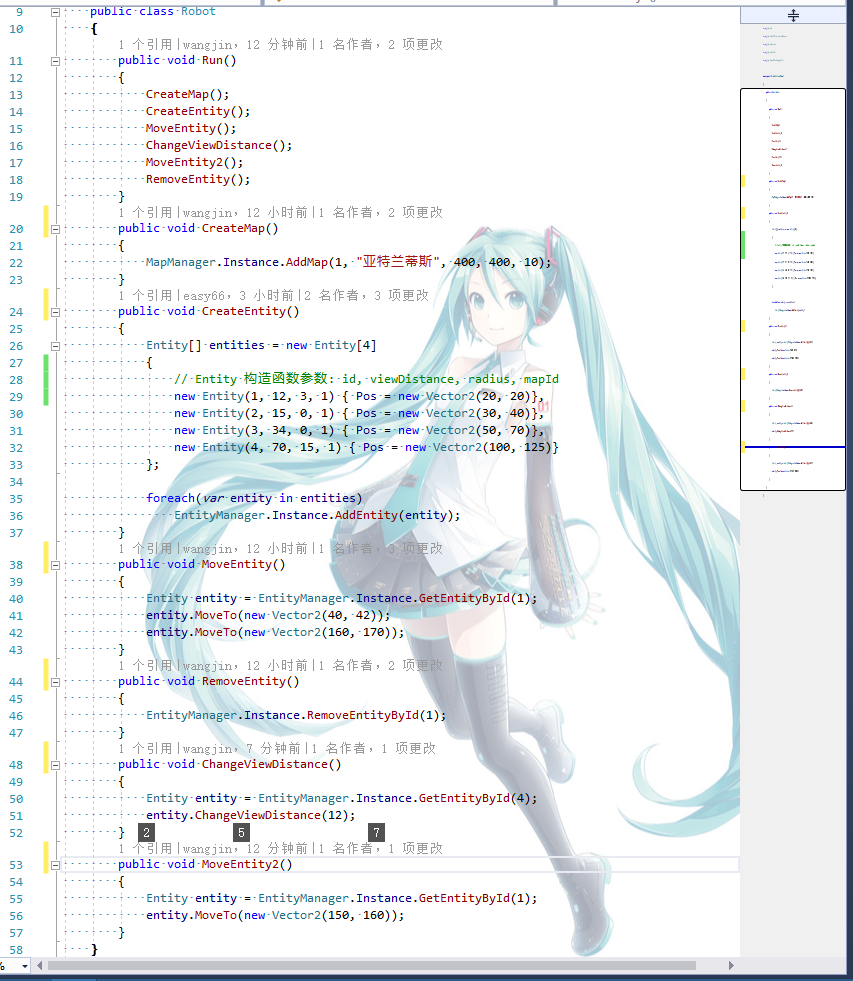 9 public class Robot
10 {
1 个引用|wangjin，12 分钟前|1 名作者，2 项更改
11 public void Run()
12 {
13 CreateMap();
14 CreateEntity();
15 MoveEntity();
16 ChangeViewDistance();
17 MoveEntity2();
18 RemoveEntity();
19 }
1 个引用|wangjin，12 小时前|1 名作者，2 项更改
20 public void CreateMap()
21 {
22 MapManager.Instance.AddMap(1, "亚特兰蒂斯", 400, 400, 10);
23 }
1 个引用|easy66，3 小时前|2 名作者，3 项更改
24 public void CreateEntity()
25 {
26 Entity[] entities = new Entity[4]
27 {
28 // Entity 构造函数参数: id, viewDistance, radius, mapId
29 new Entity(1, 12, 3, 1) { Pos = new Vector2(20, 20)},
30 new Entity(2, 15, 0, 1) { Pos = new Vector2(30, 40)},
31 new Entity(3, 34, 0, 1) { Pos = new Vector2(50, 70)},
32 new Entity(4, 70, 15, 1) { Pos = new Vector2(100, 125)}
33 };
34
35 foreach(var entity in entities)
36 EntityManager.Instance.AddEntity(entity);
37 }
1 个引用|wangjin，12 小时前|1 名作者，3 项更改
38 public void MoveEntity()
39 {
40 Entity entity = EntityManager.Instance.GetEntityById(1);
41 entity.MoveTo(new Vector2(40, 42));
42 entity.MoveTo(new Vector2(160, 170));
43 }
1 个引用|wangjin，12 小时前|1 名作者，2 项更改
44 public void RemoveEntity()
45 {
46 EntityManager.Instance.RemoveEntityById(1);
47 }
1 个引用|wangjin，7 分钟前|1 名作者，1 项更改
48 public void ChangeViewDistance()
49 {
50 Entity entity = EntityManager.Instance.GetEntityById(4);
51 entity.ChangeViewDistance(12);
52 } 2 5 7
1 个引用|wangjin，12 分钟前|1 名作者，1 项更改
53 public void MoveEntity2()
54 {
55 Entity entity = EntityManager.Instance.GetEntityById(1);
56 entity.MoveTo(new Vector2(150, 160));
57 }
58 }
01
%